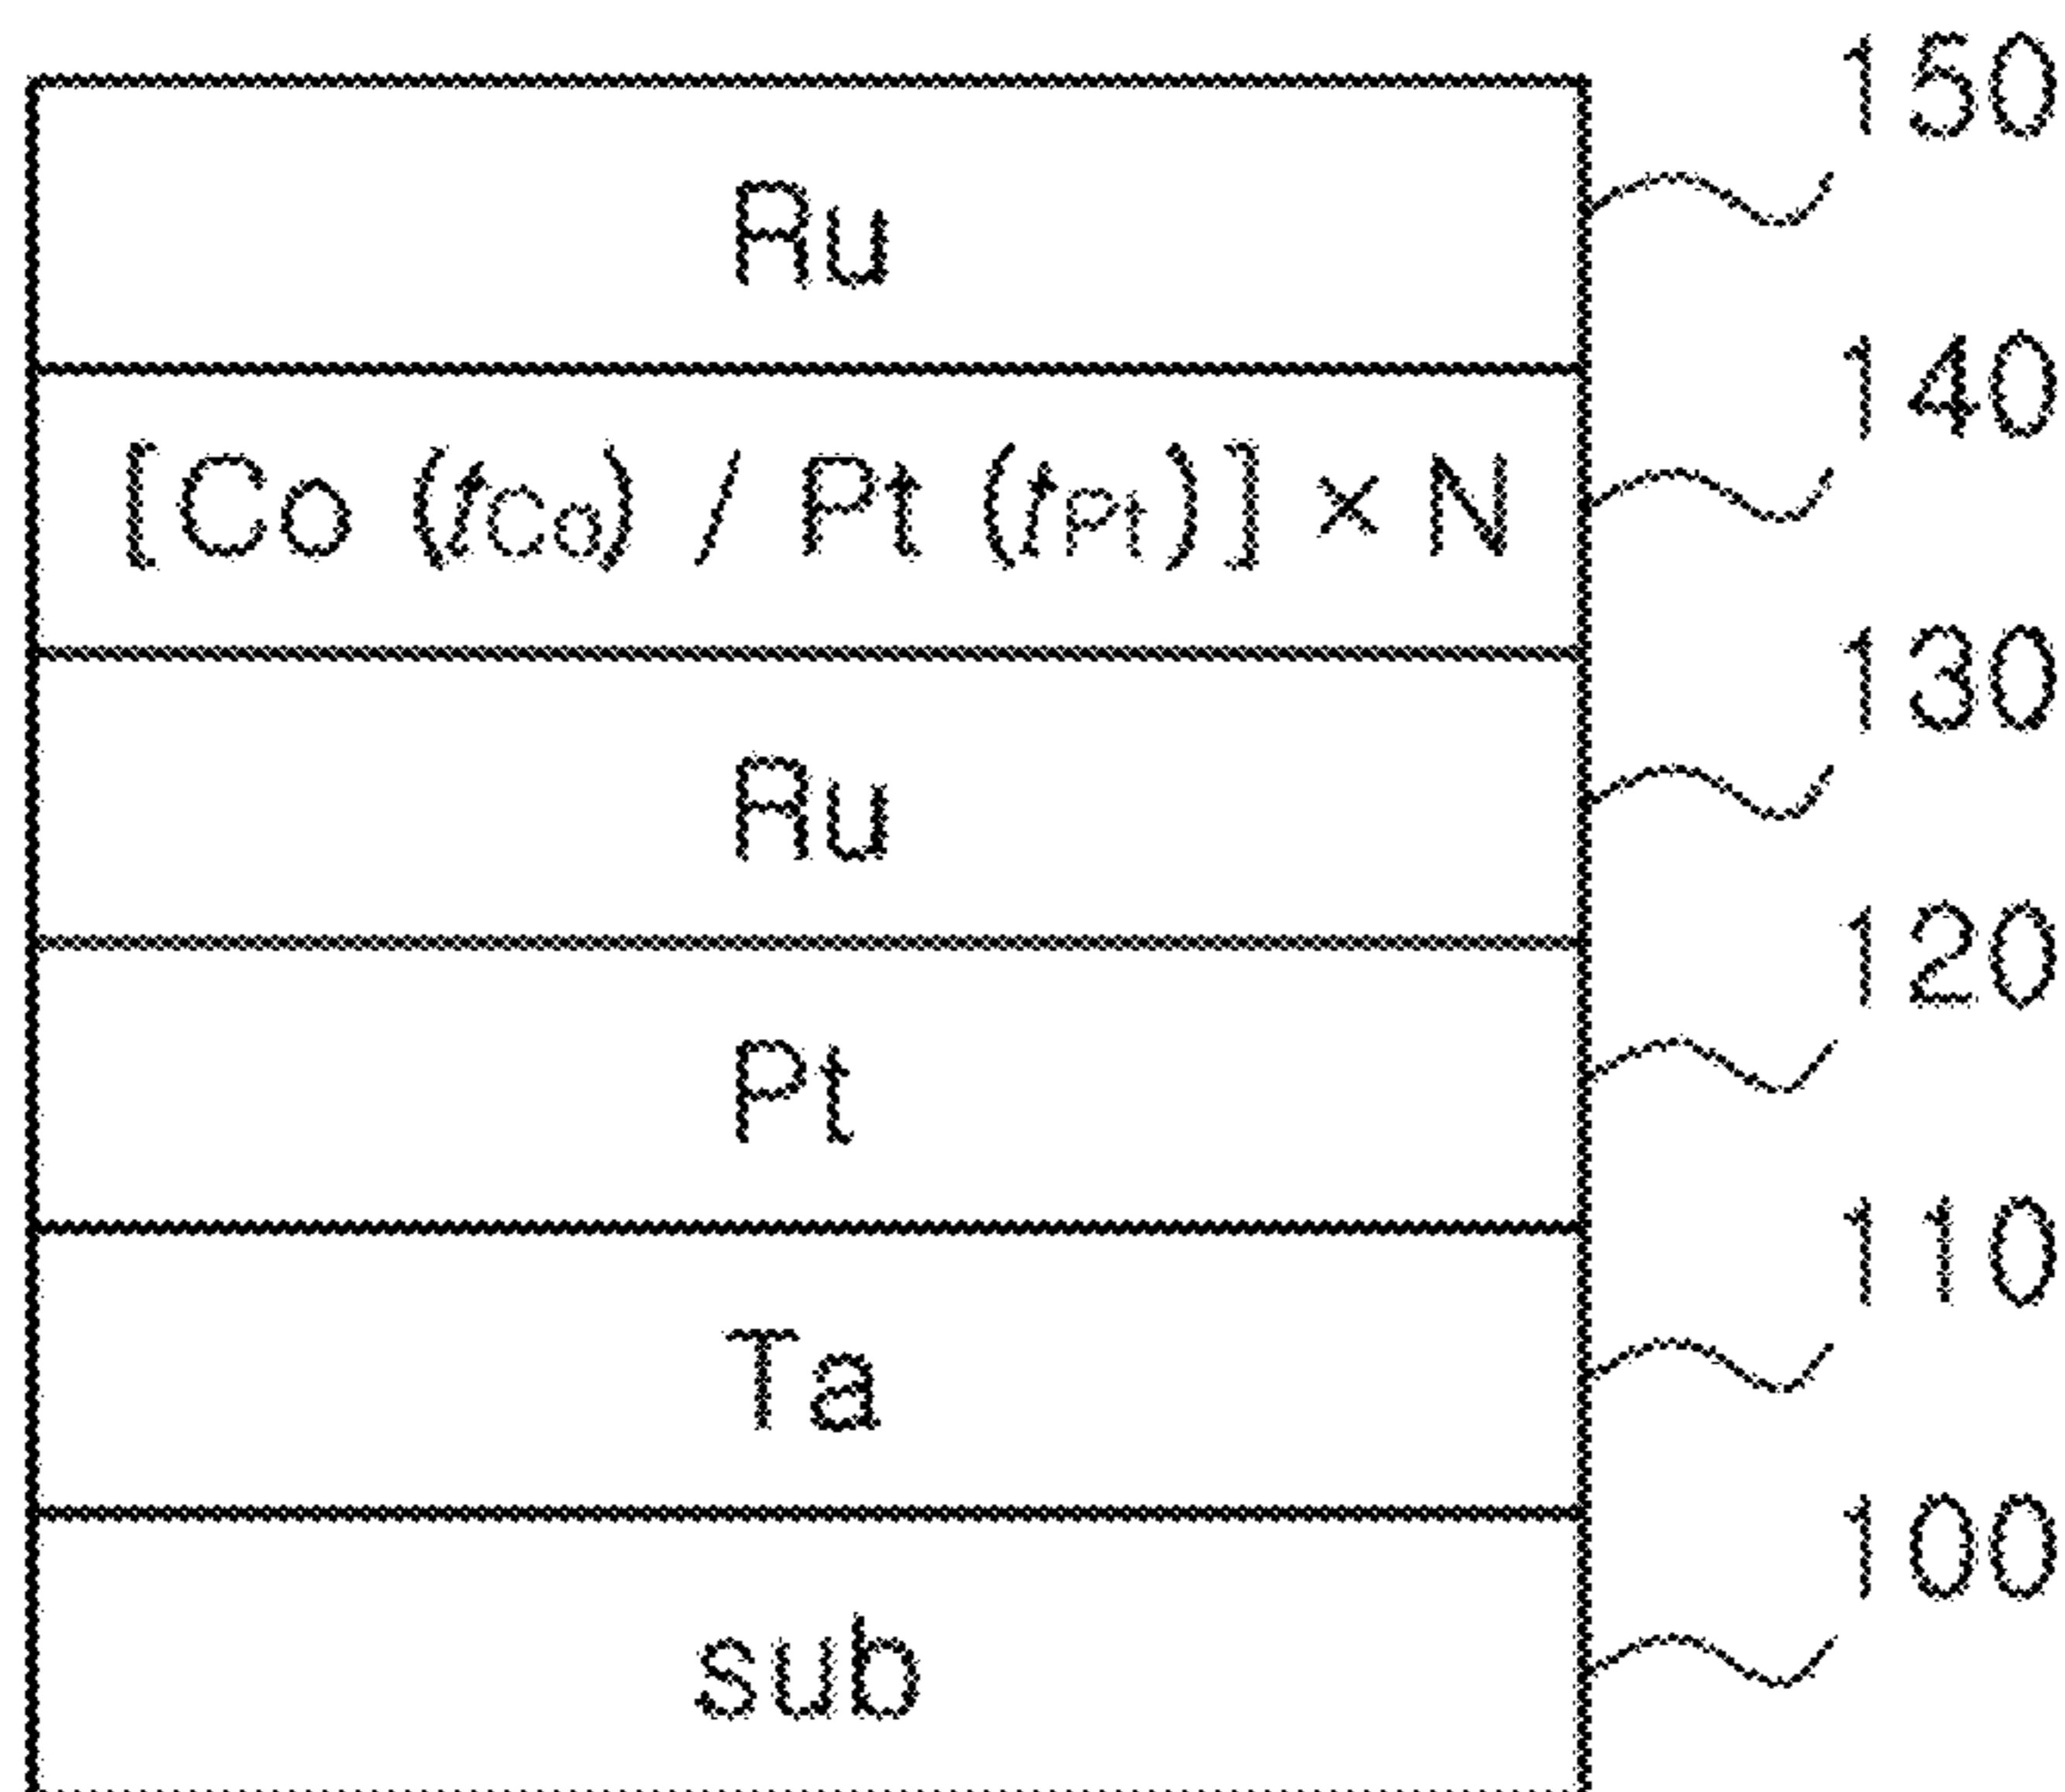 150
Ru
140
[Co (tCo) / Pt (tPt)] × N
130
Ru
120
Pt
110
Ta
100
sub